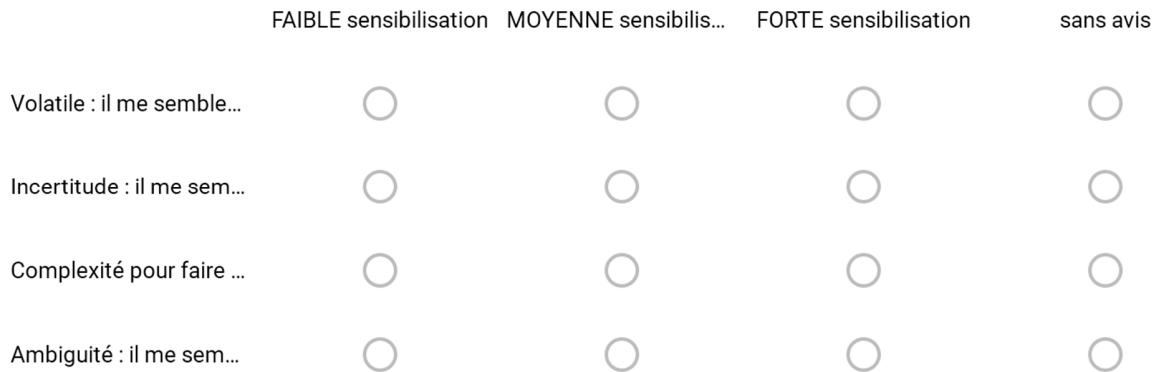 FAIBLE sensibilisation MOYENNE sensibilis... FORTE sensibilisation sans avis
Volatile : il me semble...
Incertitude : il me sem...
Complexité pour faire ...
Ambiguité : il me sem...